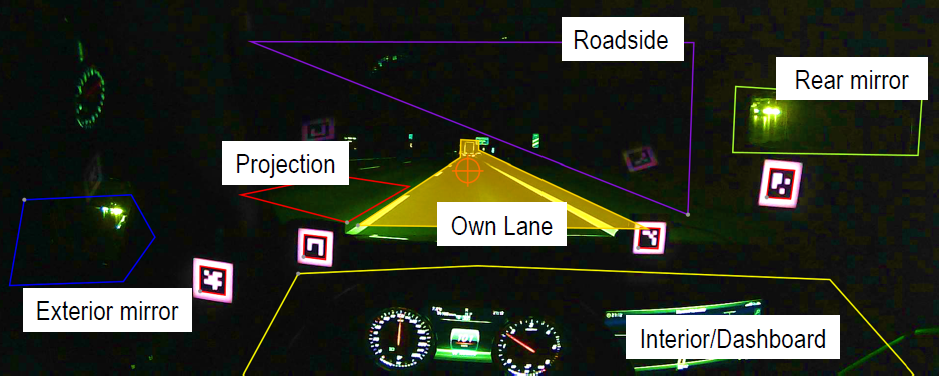 Roadside
Rear mirror
Projection
Own Lane
Exterior mirror
Interior/Dashboard